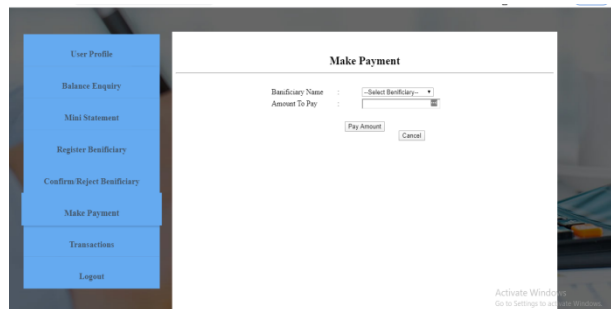 User Profile
Balance Enquiry
Mini Statement
Register Benificiary
Confirm/Reject Benificiary
Make Payment
Transactions
Logout
Make Payment
Banificiary Name : --Select Benificiary--
Amount To Pay :
Pay Amount
Cancel
Activate Windows
Go to Settings to activate Windows.